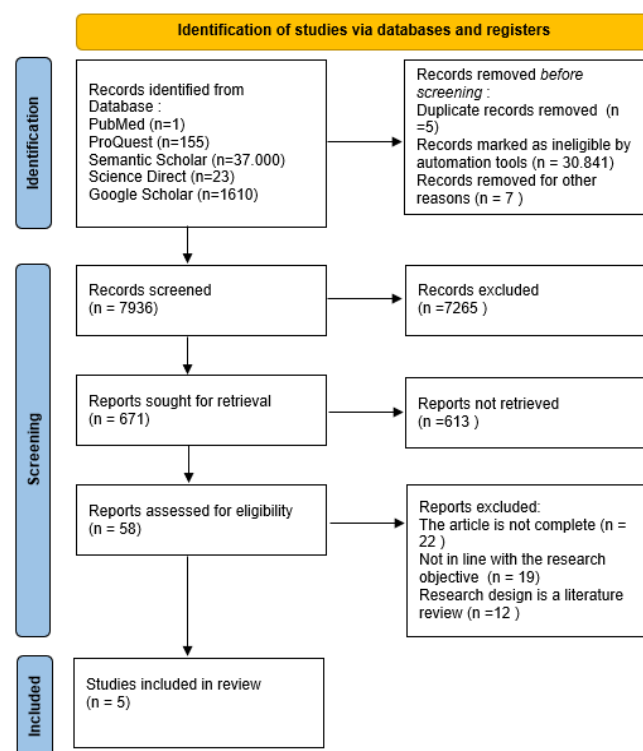 Identification of studies via databases and registers
Identification
Records identified from
Database :
PubMed (n=1)
ProQuest (n=155)
Semantic Scholar (n=37.000)
Science Direct (n=23)
Google Scholar (n=1610)
Records removed before
screening :
Duplicate records removed (n
=5)
Records marked as ineligible by
automation tools (n = 30.841)
Records removed for other
reasons (n = 7 )
Screening
Records screened
(n = 7936)
Records excluded
(n =7265 )
Reports sought for retrieval
(n = 671)
Reports not retrieved
(n =613 )
Reports assessed for eligibility
(n = 58)
Reports excluded:
The article is not complete (n =
22 )
Not in line with the research
objective (n = 19)
Research design is a literature
review (n =12 )
Included
Studies included in review
(n = 5)